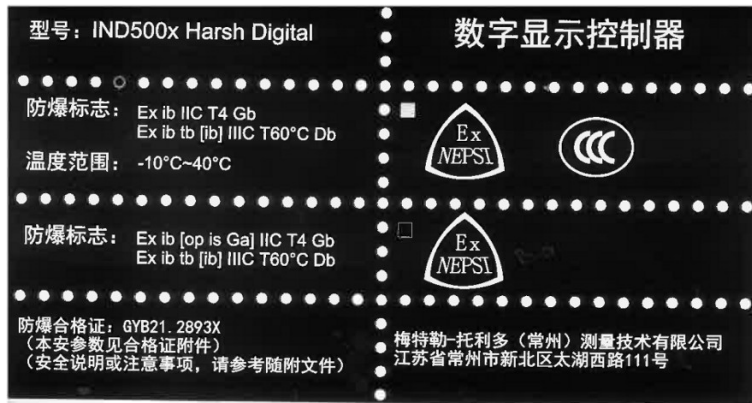 型号：IND500x Harsh Digital
数字显示控制器
防爆标志：
Ex ib IIC T4 Gb
Ex ib tb [ib] IIIC T60°C Db
温度范围：
-10°C~40°C
Ex
NEPSI
CCC
防爆标志：
Ex ib [op is Ga] IIC T4 Gb
Ex ib tb [ib] IIIC T60°C Db
Ex
NEPSI
防爆合格证：GYB21.2893X
（本安参数见合格证附件）
（安全说明或注意事项，请参考随附文件）
梅特勒-托利多（常州）测量技术有限公司
江苏省常州市新北区太湖西路111号